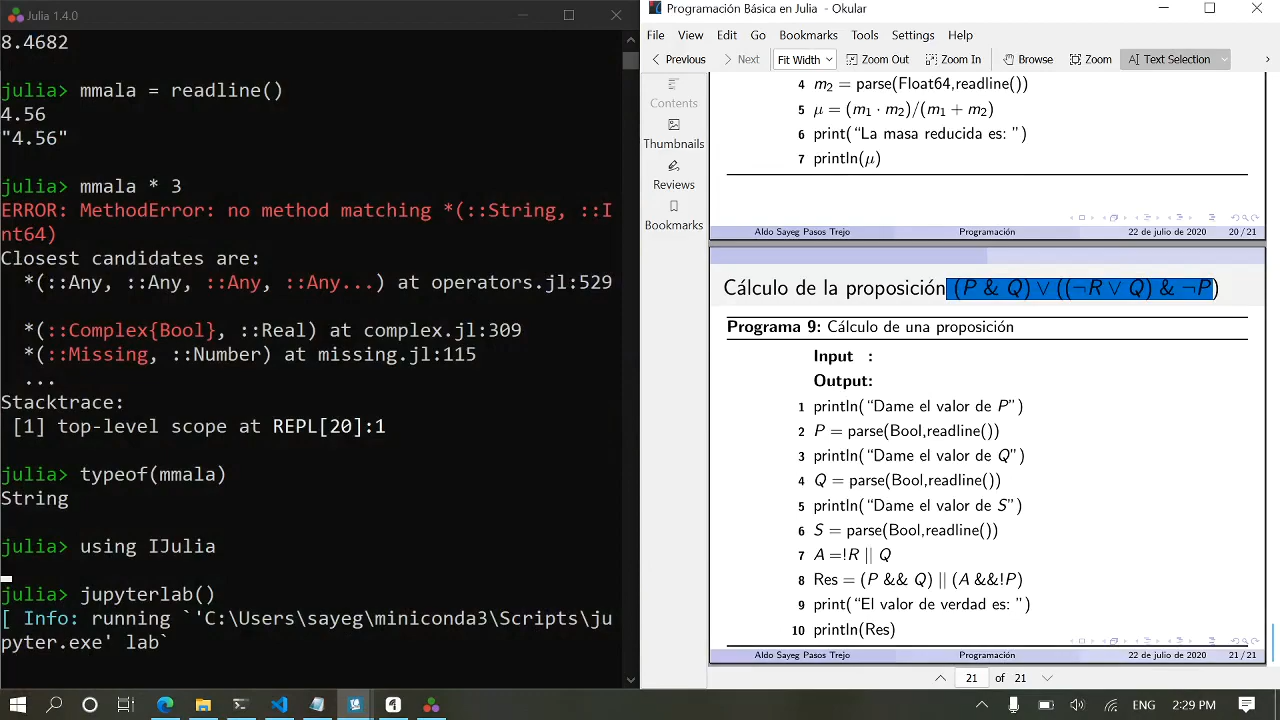 Julia 1.4.0
8.4682
julia> mmala = readline()
4.56
"4.56"
julia> mmala * 3
ERROR: MethodError: no method matching *(::String, ::I
nt64)
Closest candidates are:
*(::Any, ::Any, ::Any, ::Any...) at operators.jl:529
*(::Complex{Bool}, ::Real) at complex.jl:309
*(::Missing, ::Number) at missing.jl:115
...
Stacktrace:
[1] top-level scope at REPL[20]:1
julia> typeof(mmala)
String
julia> using IJulia
julia> jupyterlab()
[ Info: running `'C:\Users\sayeg\miniconda3\Scripts\ju
pyter.exe' lab`
Programación Básica en Julia - Okular
File View Edit Go Bookmarks Tools Settings Help
Previous Next Fit Width Zoom Out Zoom In Browse Zoom Text Selection
Contents
Thumbnails
Reviews
Bookmarks
4 m₂ = parse(Float64,readline())
5 μ = (m₁ · m₂)/(m₁ + m₂)
6 print("La masa reducida es: ")
7 println(μ)
Aldo Sayeg Pasos Trejo Programación 22 de julio de 2020 20 / 21
Cálculo de la proposición (P & Q) ∨ ((¬R ∨ Q) & ¬P)
Programa 9: Cálculo de una proposición
Input :
Output:
1 println("Dame el valor de P")
2 P = parse(Bool,readline())
3 println("Dame el valor de Q")
4 Q = parse(Bool,readline())
5 println("Dame el valor de S")
6 S = parse(Bool,readline())
7 A =!R || Q
8 Res = (P && Q) || (A &&!P)
9 print("El valor de verdad es: ")
10 println(Res)
Aldo Sayeg Pasos Trejo Programación 22 de julio de 2020 21 / 21
21 of 21
ENG 2:29 PM